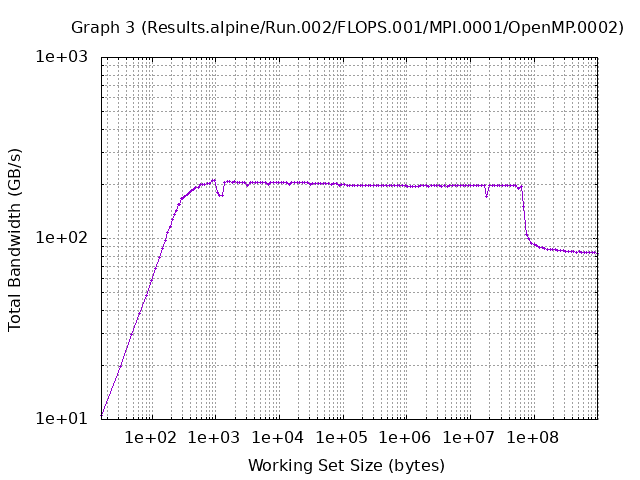 Graph 3 (Results.alpine/Run.002/FLOPS.001/MPI.0001/OpenMP.0002)
1e+03
1e+02
1e+01
Total Bandwidth (GB/s)
1e+02 1e+03 1e+04 1e+05 1e+06 1e+07 1e+08
Working Set Size (bytes)